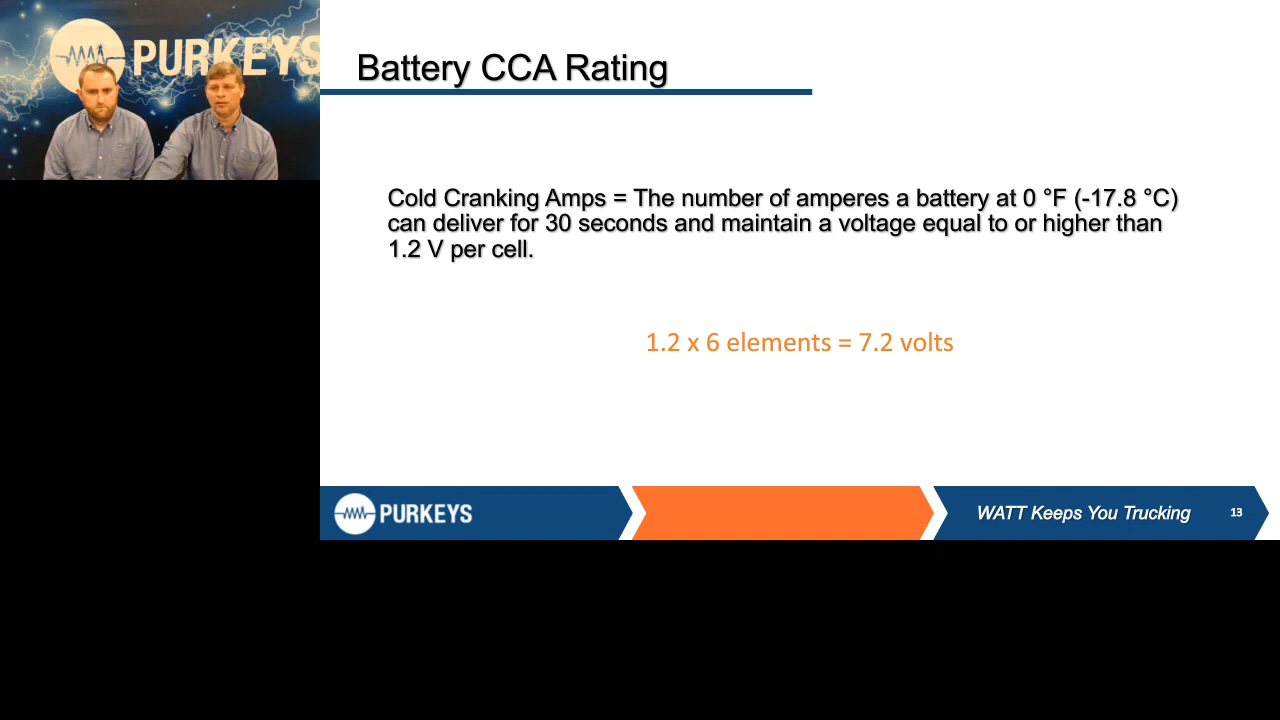 PURKEYS
Battery CCA Rating
Cold Cranking Amps = The number of amperes a battery at 0 °F (-17.8 °C)
can deliver for 30 seconds and maintain a voltage equal to or higher than
1.2 V per cell.
1.2 x 6 elements = 7.2 volts
PURKEYS
WATT Keeps You Trucking
13